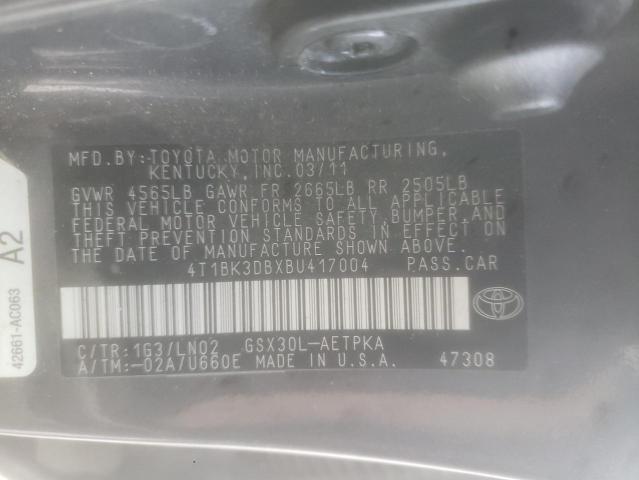 MFD.BY:TOYOTA MOTOR MANUFACTURING,
KENTUCKY, INC. 03/11
GVWR 4565LB GAWR FR 2665LB RR 2505LB
THIS VEHICLE CONFORMS TO ALL APPLICABLE
FEDERAL MOTOR VEHICLE SAFETY, BUMPER, AND
THEFT PREVENTION STANDARDS IN EFFECT ON
THE DATE OF MANUFACTURE SHOWN ABOVE.
4T1BK3DBXBU417004 PASS.CAR
C/TR:1G3/LN02 GSX30L-AETPKA
A/TM:-02A/U660E MADE IN U.S.A. 47308
42661-AC063 A2